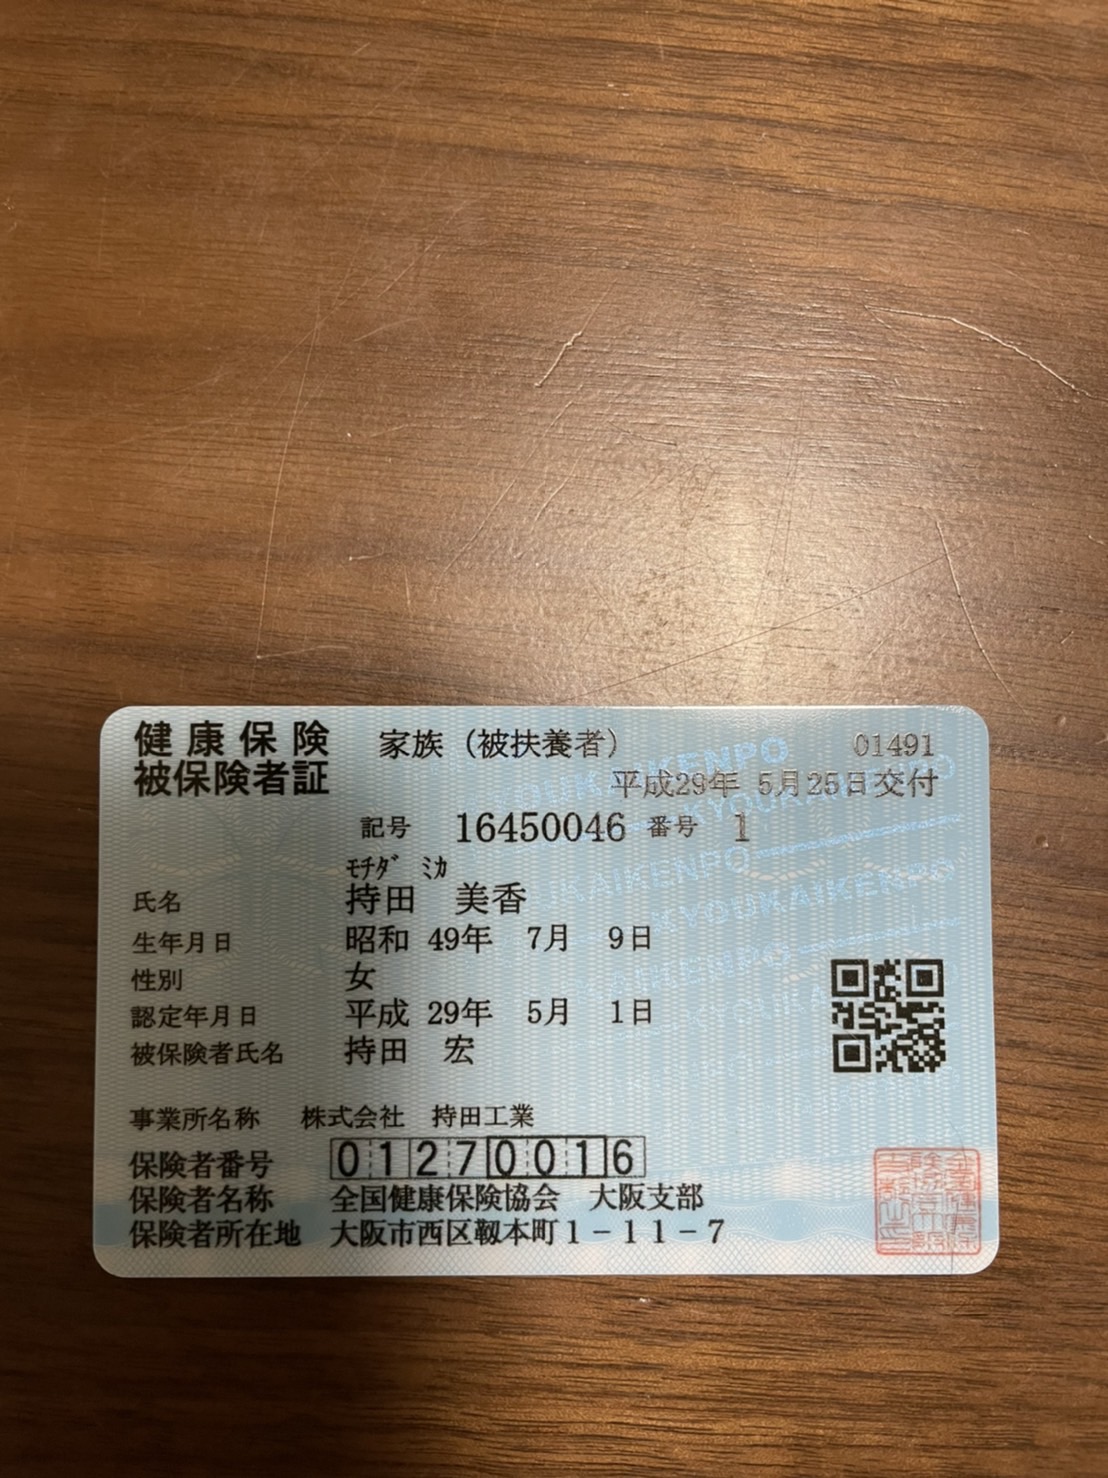 健康保険 家族（被扶養者） 01491
被保険者証 平成29年 5月25日交付
記号 16450046 番号 1
ﾓﾁﾀﾞ ﾐｶ
氏名 持田 美香
生年月日 昭和 49年 7月 9日
性別 女
認定年月日 平成 29年 5月 1日
被保険者氏名 持田 宏
事業所名称 株式会社 持田工業
保険者番号 01270016
保険者名称 全国健康保険協会 大阪支部
保険者所在地 大阪市西区靱本町1－11－7
KYOUKAIKENPO